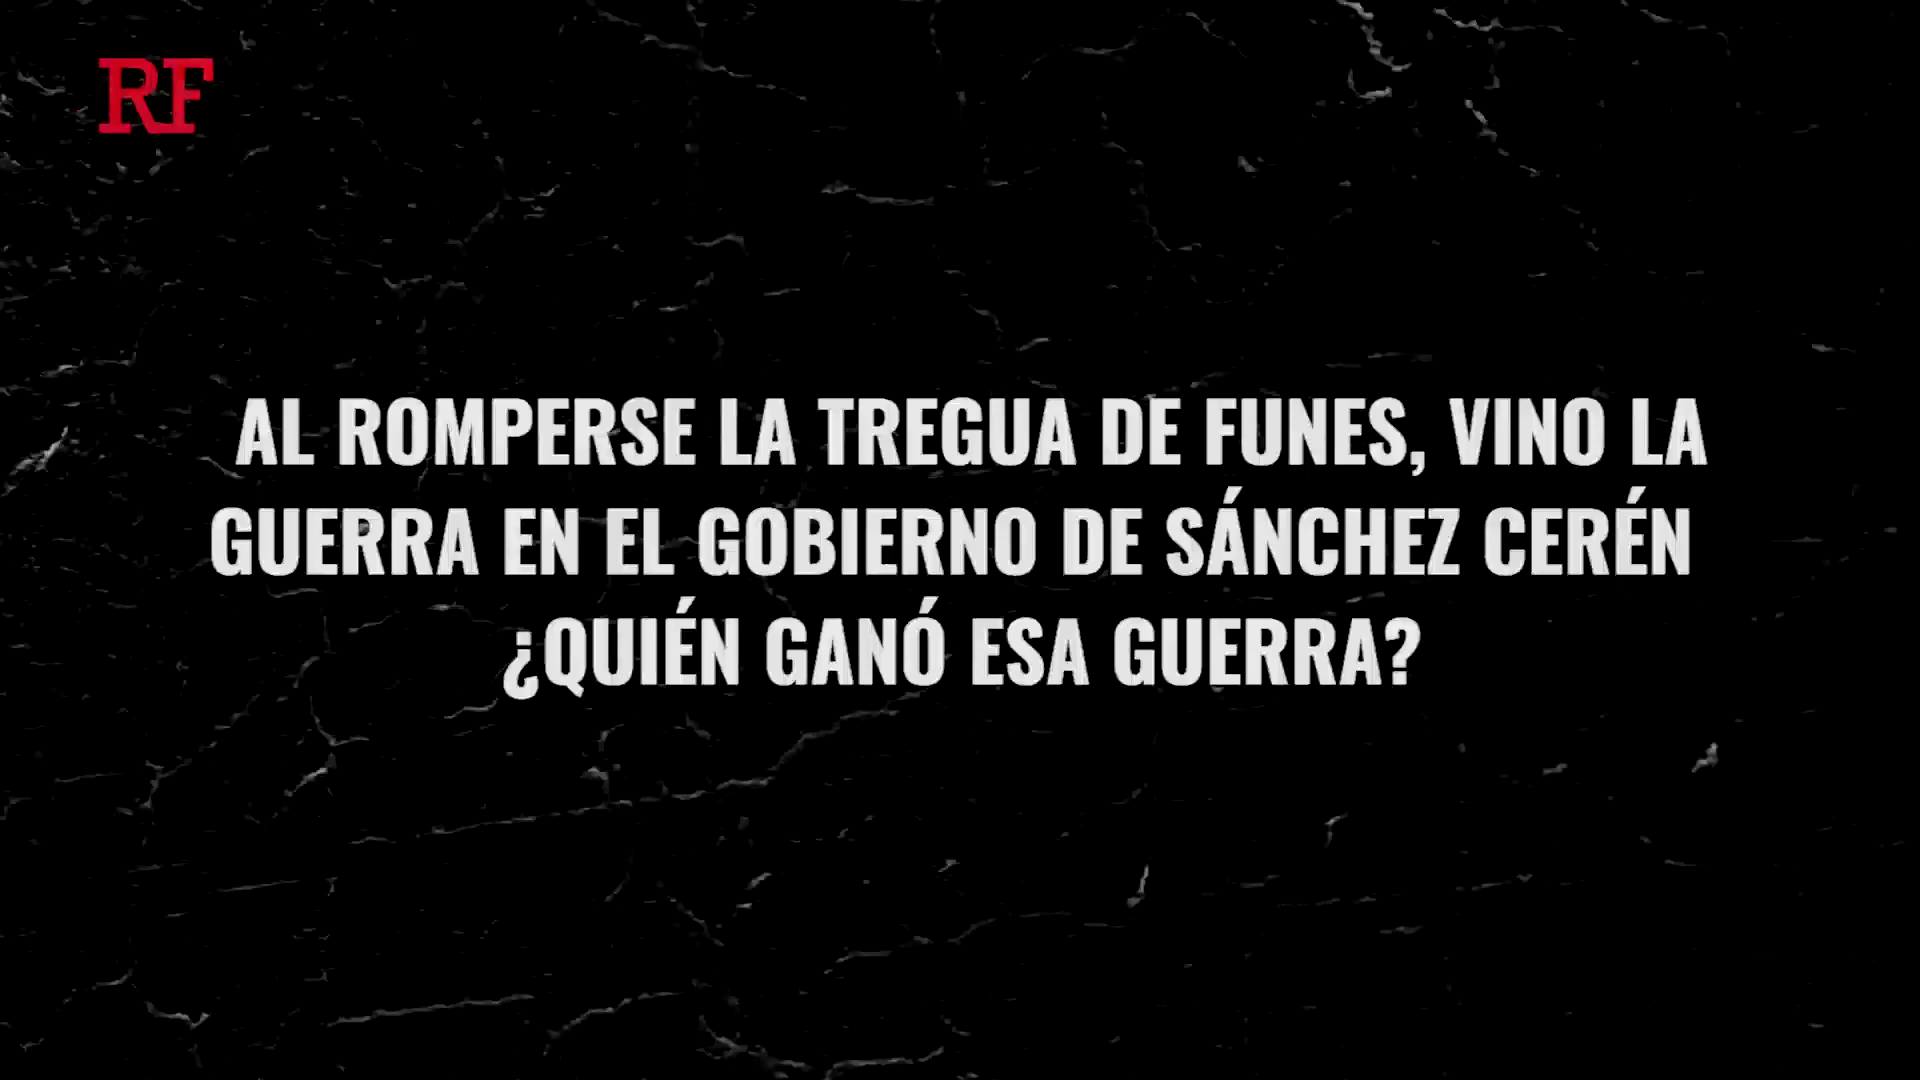 RF
AL ROMPERSE LA TREGUA DE FUNES, VINO LA
GUERRA EN EL GOBIERNO DE SÁNCHEZ CERÉN
¿QUIÉN GANÓ ESA GUERRA?